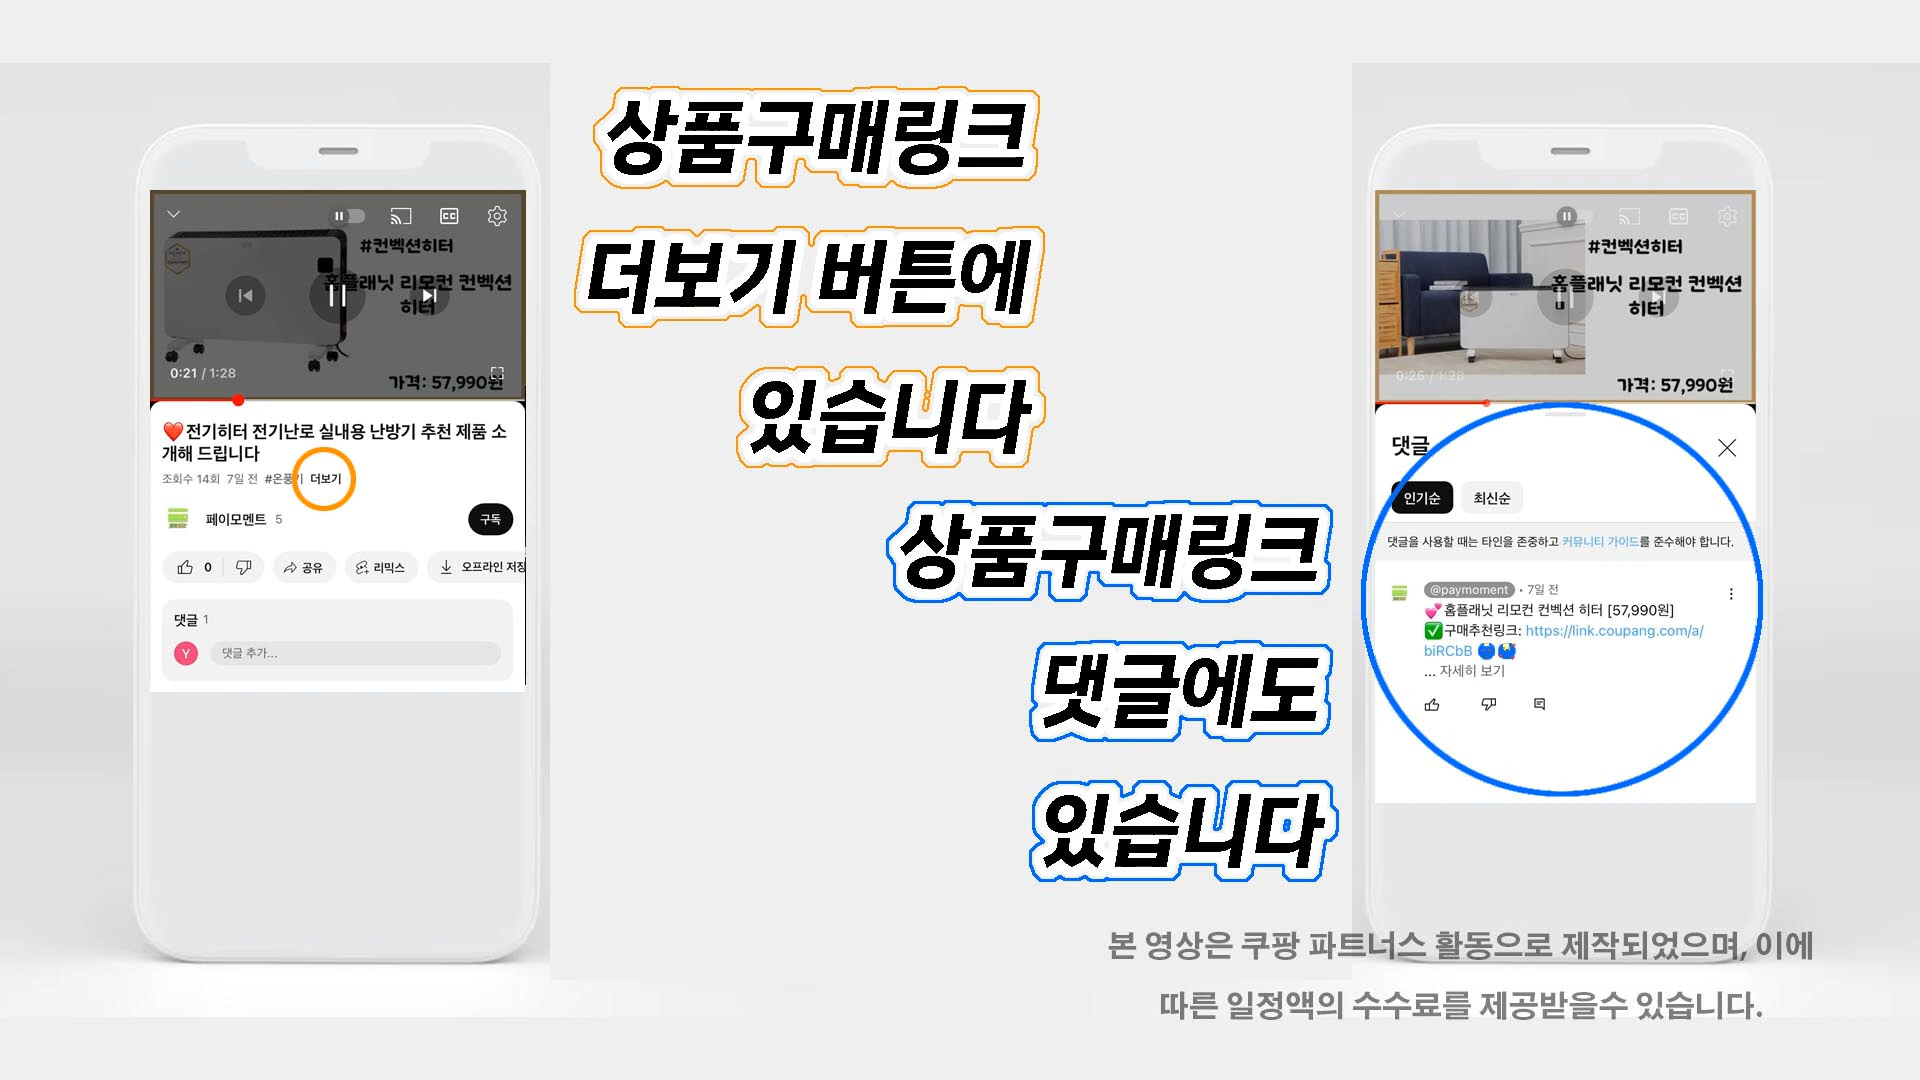 상품구매링크
더보기 버튼에
있습니다
상품구매링크
댓글에도
있습니다
#컨벡션히터
홈플래닛 리모컨 컨벡션
히터
0:21 / 1:28
가격: 57,990원
❤️전기히터 전기난로 실내용 난방기 추천 제품 소
개해 드립니다
조회수 14회 7일 전 #온풍기 더보기
페이모멘트 5
구독
0
공유
리믹스
오프라인 저장
댓글 1
Y
댓글 추가...
#컨벡션히터
홈플래닛 리모컨 컨벡션
히터
0:25 / 1:28
가격: 57,990원
댓글
인기순
최신순
댓글을 사용할 때는 타인을 존중하고 커뮤니티 가이드를 준수해야 합니다.
@paymoment • 7일 전
💕홈플래닛 리모컨 컨벡션 히터 [57,990원]
✅구매추천링크: https://link.coupang.com/a/
biRCbB
... 자세히 보기
본 영상은 쿠팡 파트너스 활동으로 제작되었으며, 이에
따른 일정액의 수수료를 제공받을수 있습니다.